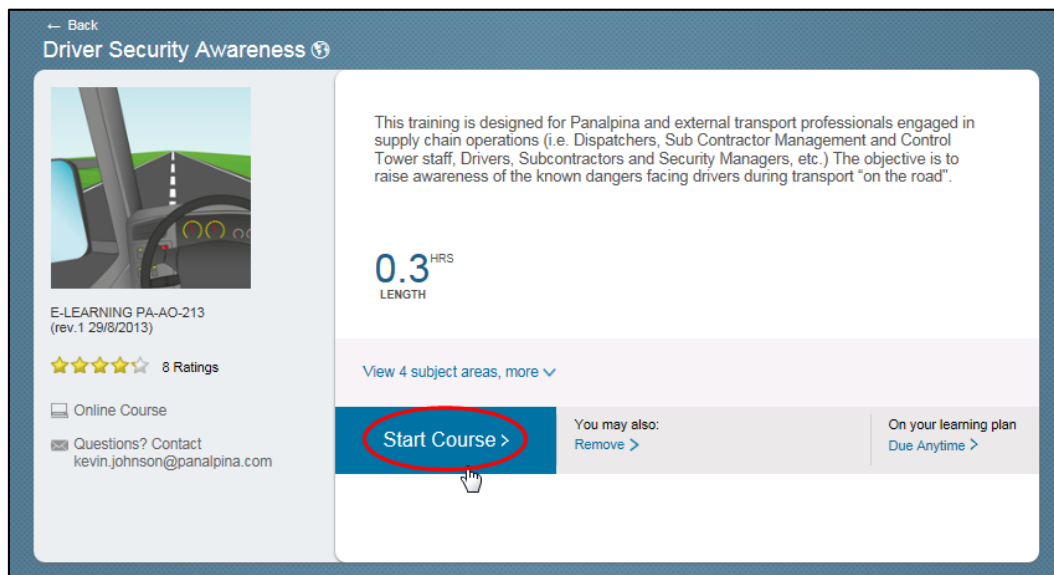 ← Back
Driver Security Awareness
This training is designed for Panalpina and external transport professionals engaged in
supply chain operations (i.e. Dispatchers, Sub Contractor Management and Control
Tower staff, Drivers, Subcontractors and Security Managers, etc.) The objective is to
raise awareness of the known dangers facing drivers during transport “on the road".
0.3 HRS
LENGTH
E-LEARNING PA-AO-213
(rev.1 29/8/2013)
8 Ratings
Online Course
Questions? Contact
kevin.johnson@panalpina.com
View 4 subject areas, more
Start Course >
You may also:
Remove >
On your learning plan
Due Anytime >